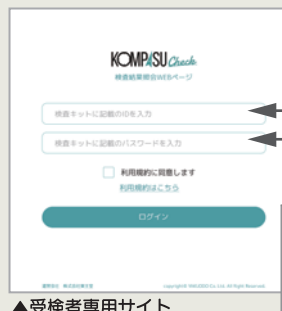 KOMPASU Check
検査結果照会WEBページ
検査キットに記載のIDを入力
検査キットに記載のパスワードを入力
利用規約に同意します
利用規約はこちら
ログイン
▲受検者専用サイト